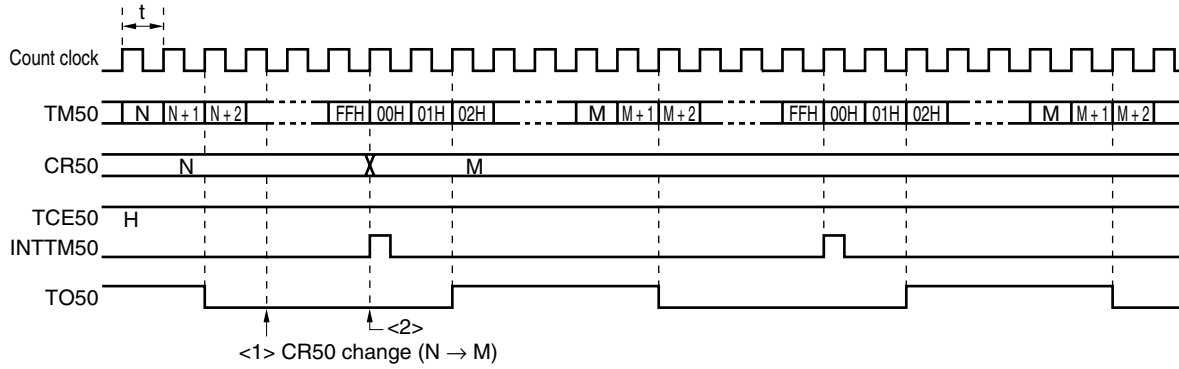 t
Count clock
TM50 N N + 1 N + 2 FFH 00H 01H 02H M M + 1 M + 2 FFH 00H 01H 02H M M + 1 M + 2
CR50 N M
TCE50 H
INTTM50
TO50
<2>
<1> CR50 change (N → M)